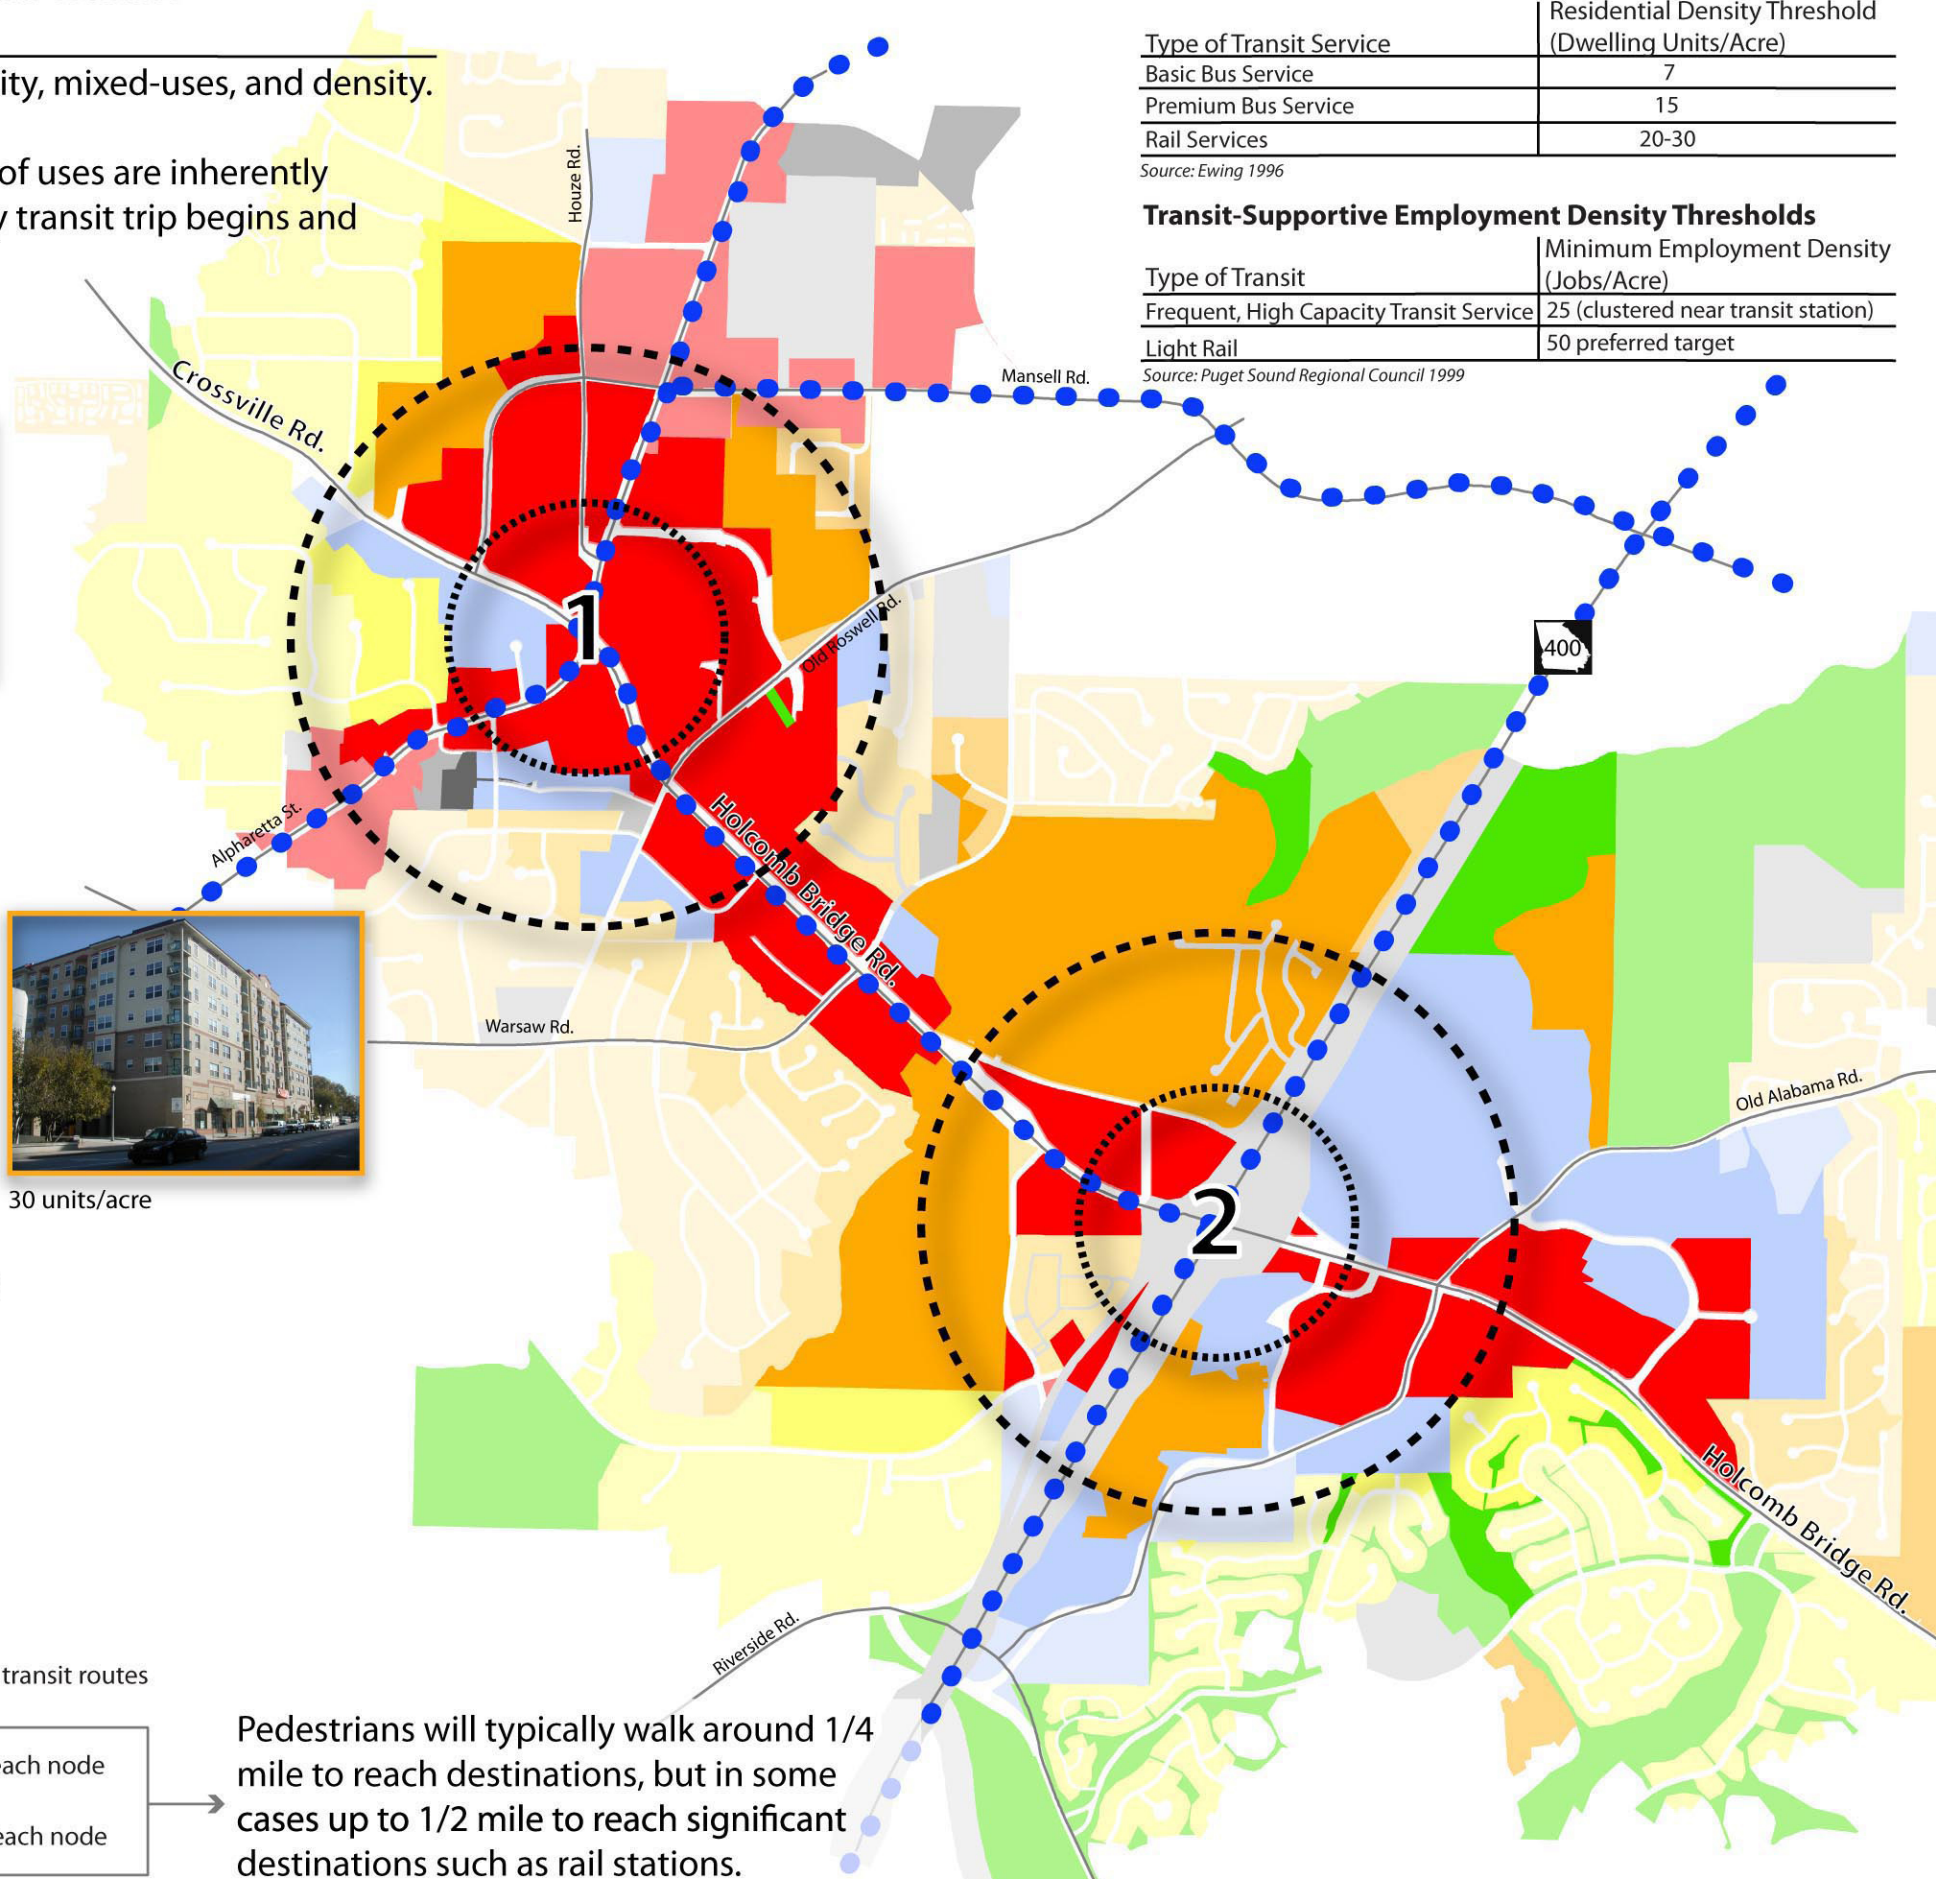 ity, mixed-uses, and density.
of uses are inherently
y transit trip begins and
Type of Transit Service
Residential Density Threshold
(Dwelling Units/Acre)
Basic Bus Service 7
Premium Bus Service 15
Rail Services 20-30
Source: Ewing 1996
Transit-Supportive Employment Density Thresholds
Type of Transit
Minimum Employment Density
(Jobs/Acre)
Frequent, High Capacity Transit Service 25 (clustered near transit station)
Light Rail 50 preferred target
Source: Puget Sound Regional Council 1999
Houze Rd.
Mansell Rd.
Crossville Rd.
1
Old Roswell Rd.
400
Alpharetta St.
Holcomb Bridge Rd.
Warsaw Rd.
Old Alabama Rd.
30 units/acre
2
Holcomb Bridge Rd.
Riverside Rd.
transit routes
each node
each node
Pedestrians will typically walk around 1/4
mile to reach destinations, but in some
cases up to 1/2 mile to reach significant
destinations such as rail stations.